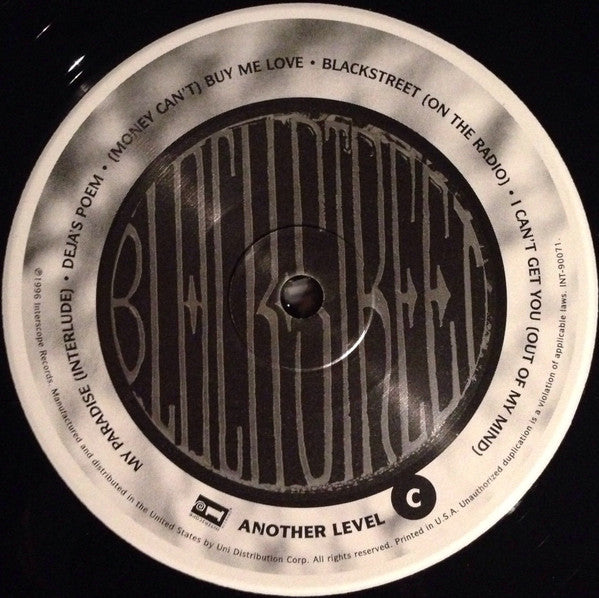 MY PARADISE (INTERLUDE) • DEJA'S POEM • (MONEY CAN'T) BUY ME LOVE • BLACKSTREET (ON THE RADIO) • I CAN'T GET YOU (OUT OF MY MIND)
BLACKSTREET
C
ANOTHER LEVEL
℗1996 Interscope Records. Manufactured and distributed in the United States by Uni Distribution Corp. All rights reserved. Printed in U.S.A. Unauthorized duplication is a violation of applicable laws. INT-90071.